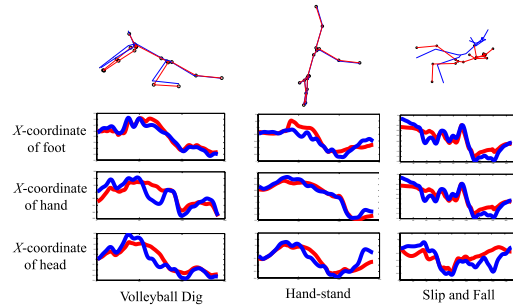 X-coordinate
of foot
X-coordinate
of hand
X-coordinate
of head
Volleyball Dig
Hand-stand
Slip and Fall